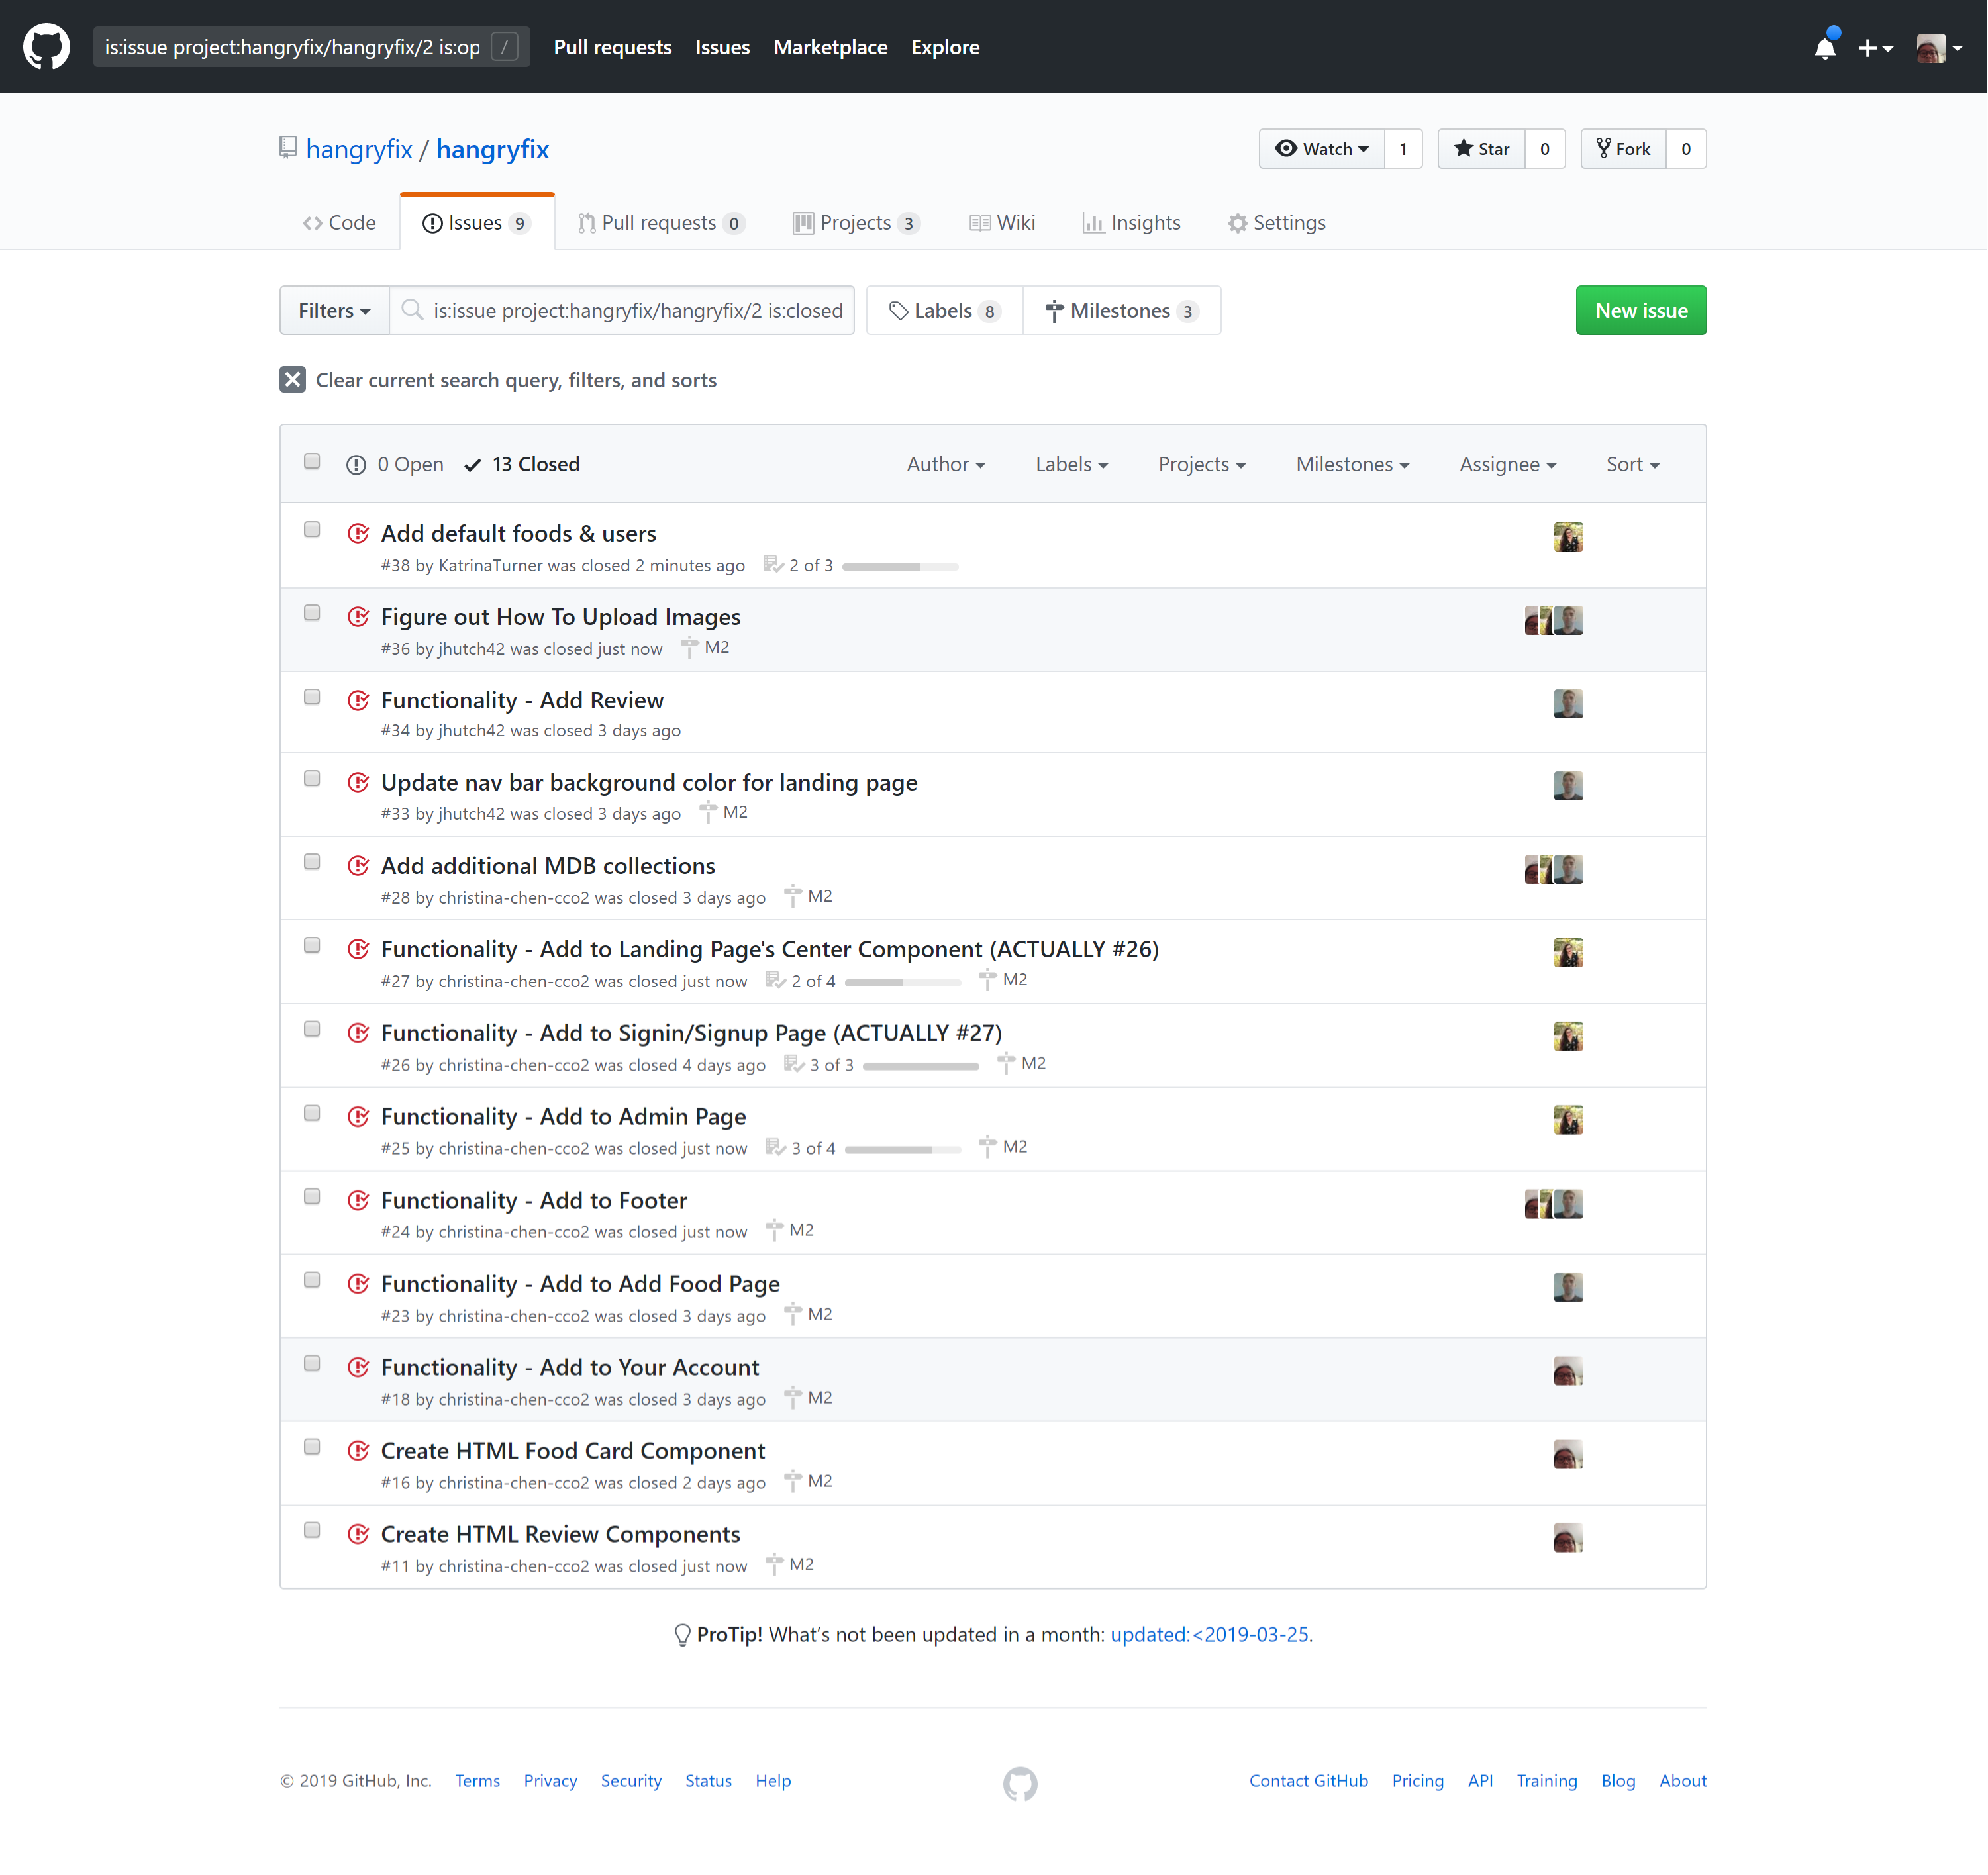 is:issue project:hangryfix/hangryfix/2 is:op / Pull requests Issues Marketplace Explore
hangryfix / hangryfix Watch 1 Star 0 Fork 0
Code Issues 9 Pull requests 0 Projects 3 Wiki Insights Settings
Filters is:issue project:hangryfix/hangryfix/2 is:closed Labels 8 Milestones 3 New issue
Clear current search query, filters, and sorts
0 Open 13 Closed Author Labels Projects Milestones Assignee Sort
Add default foods & users
#38 by KatrinaTurner was closed 2 minutes ago 2 of 3
Figure out How To Upload Images
#36 by jhutch42 was closed just now M2
Functionality - Add Review
#34 by jhutch42 was closed 3 days ago
Update nav bar background color for landing page
#33 by jhutch42 was closed 3 days ago M2
Add additional MDB collections
#28 by christina-chen-cco2 was closed 3 days ago M2
Functionality - Add to Landing Page's Center Component (ACTUALLY #26)
#27 by christina-chen-cco2 was closed just now 2 of 4 M2
Functionality - Add to Signin/Signup Page (ACTUALLY #27)
#26 by christina-chen-cco2 was closed 4 days ago 3 of 3 M2
Functionality - Add to Admin Page
#25 by christina-chen-cco2 was closed just now 3 of 4 M2
Functionality - Add to Footer
#24 by christina-chen-cco2 was closed just now M2
Functionality - Add to Add Food Page
#23 by christina-chen-cco2 was closed 3 days ago M2
Functionality - Add to Your Account
#18 by christina-chen-cco2 was closed 3 days ago M2
Create HTML Food Card Component
#16 by christina-chen-cco2 was closed 2 days ago M2
Create HTML Review Components
#11 by christina-chen-cco2 was closed just now M2
ProTip! What’s not been updated in a month: updated:<2019-03-25.
© 2019 GitHub, Inc. Terms Privacy Security Status Help Contact GitHub Pricing API Training Blog About